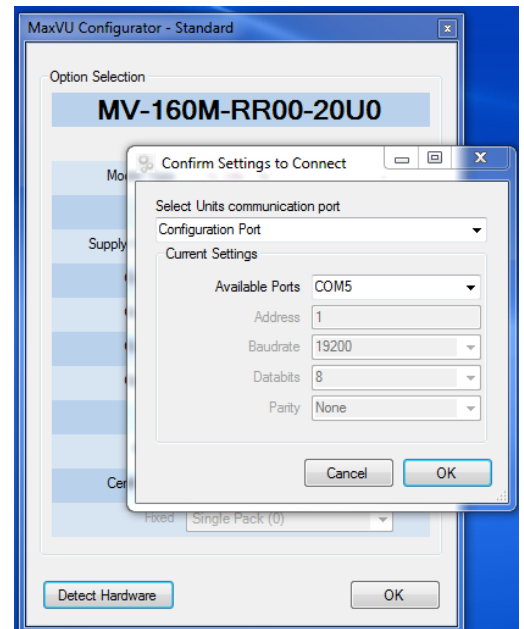 MaxVU Configurator - Standard
Option Selection
MV-160M-RR00-20U0
Confirm Settings to Connect
Select Units communication port
Supply
Configuration Port
Current Settings
Available Ports COM5
Address 1
Baudrate 19200
Databits 8
Parity None
Cancel OK
Fixed Single Pack (0)
Detect Hardware OK